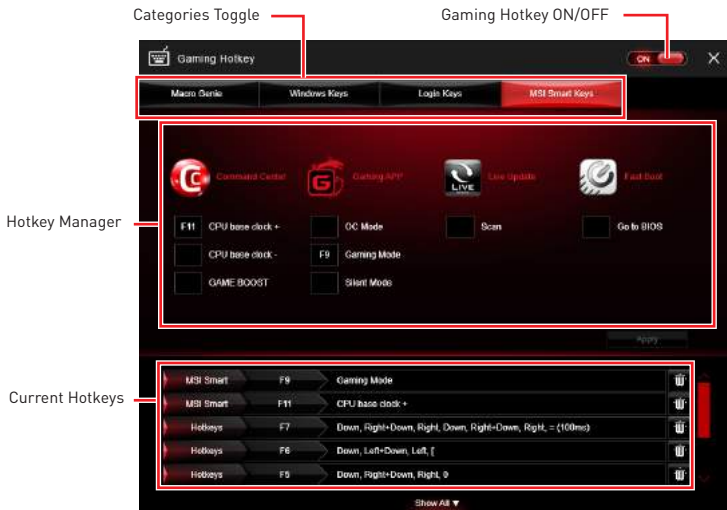 Categories Toggle
Gaming Hotkey ON/OFF
Gaming Hotkey
ON
Macro Genie
Windows Keys
Login Keys
MSI Smart Keys
Hotkey Manager
Command Center
Gaming APP
LIVE
Live Update
Fast Boot
F11 CPU base clock +
OC Mode
Scan
Go to BIOS
CPU base clock -
F9 Gaming Mode
GAME BOOST
Silent Mode
Apply
Current Hotkeys
MSI Smart F9 Gaming Mode
MSI Smart F11 CPU base clock +
Hotkeys F7 Down, Right+Down, Right, Down, Right+Down, Right, = (100ms)
Hotkeys F6 Down, Left+Down, Left, [
Hotkeys F5 Down, Right+Down, Right, 0
Show All ▼